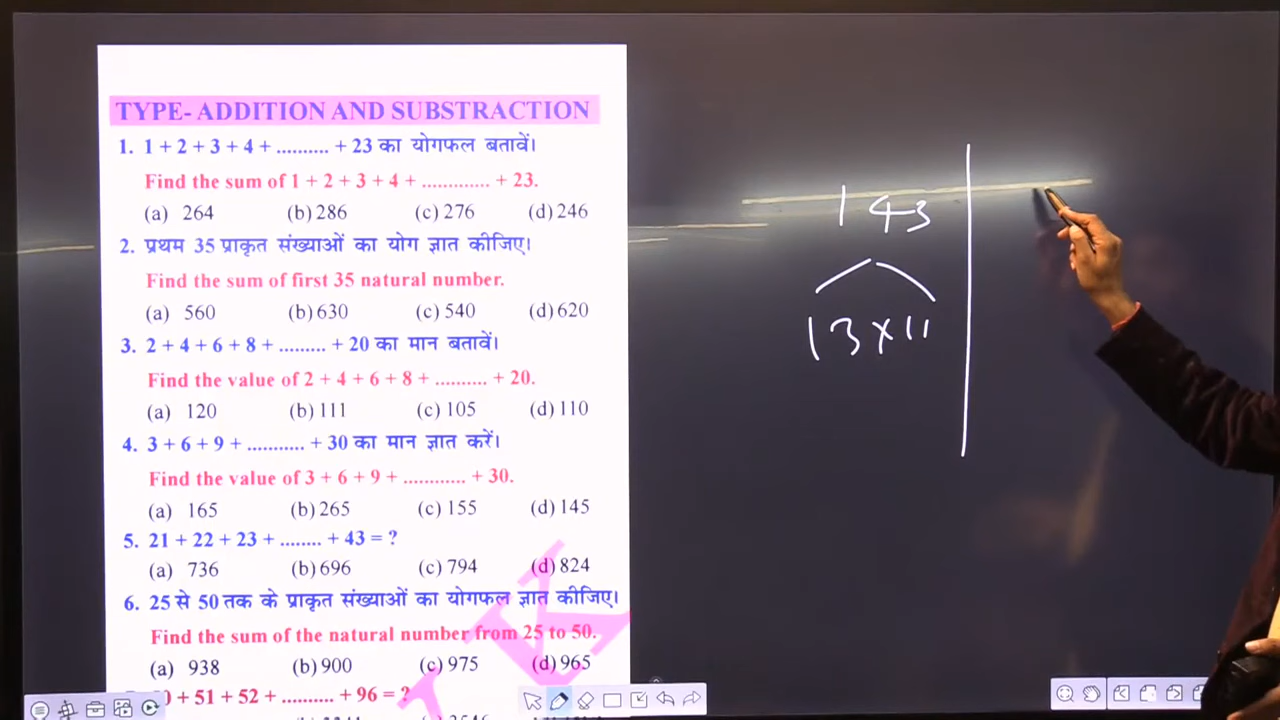 TYPE- ADDITION AND SUBSTRACTION
1. 1 + 2 + 3 + 4 + .......... + 23 का योगफल बतावें।
Find the sum of 1 + 2 + 3 + 4 + ............. + 23.
(a) 264 (b) 286 (c) 276 (d) 246
2. प्रथम 35 प्राकृत संख्याओं का योग ज्ञात कीजिए।
Find the sum of first 35 natural number.
(a) 560 (b) 630 (c) 540 (d) 620
3. 2 + 4 + 6 + 8 + ......... + 20 का मान बतावें।
Find the value of 2 + 4 + 6 + 8 + .......... + 20.
(a) 120 (b) 111 (c) 105 (d) 110
4. 3 + 6 + 9 + ........... + 30 का मान ज्ञात करें।
Find the value of 3 + 6 + 9 + ............ + 30.
(a) 165 (b) 265 (c) 155 (d) 145
5. 21 + 22 + 23 + ........ + 43 = ?
(a) 736 (b) 696 (c) 794 (d) 824
6. 25 से 50 तक के प्राकृत संख्याओं का योगफल ज्ञात कीजिए।
Find the sum of the natural number from 25 to 50.
(a) 938 (b) 900 (c) 975 (d) 965
+ 51 + 52 + .......... + 96 = ?
143
13 x 11